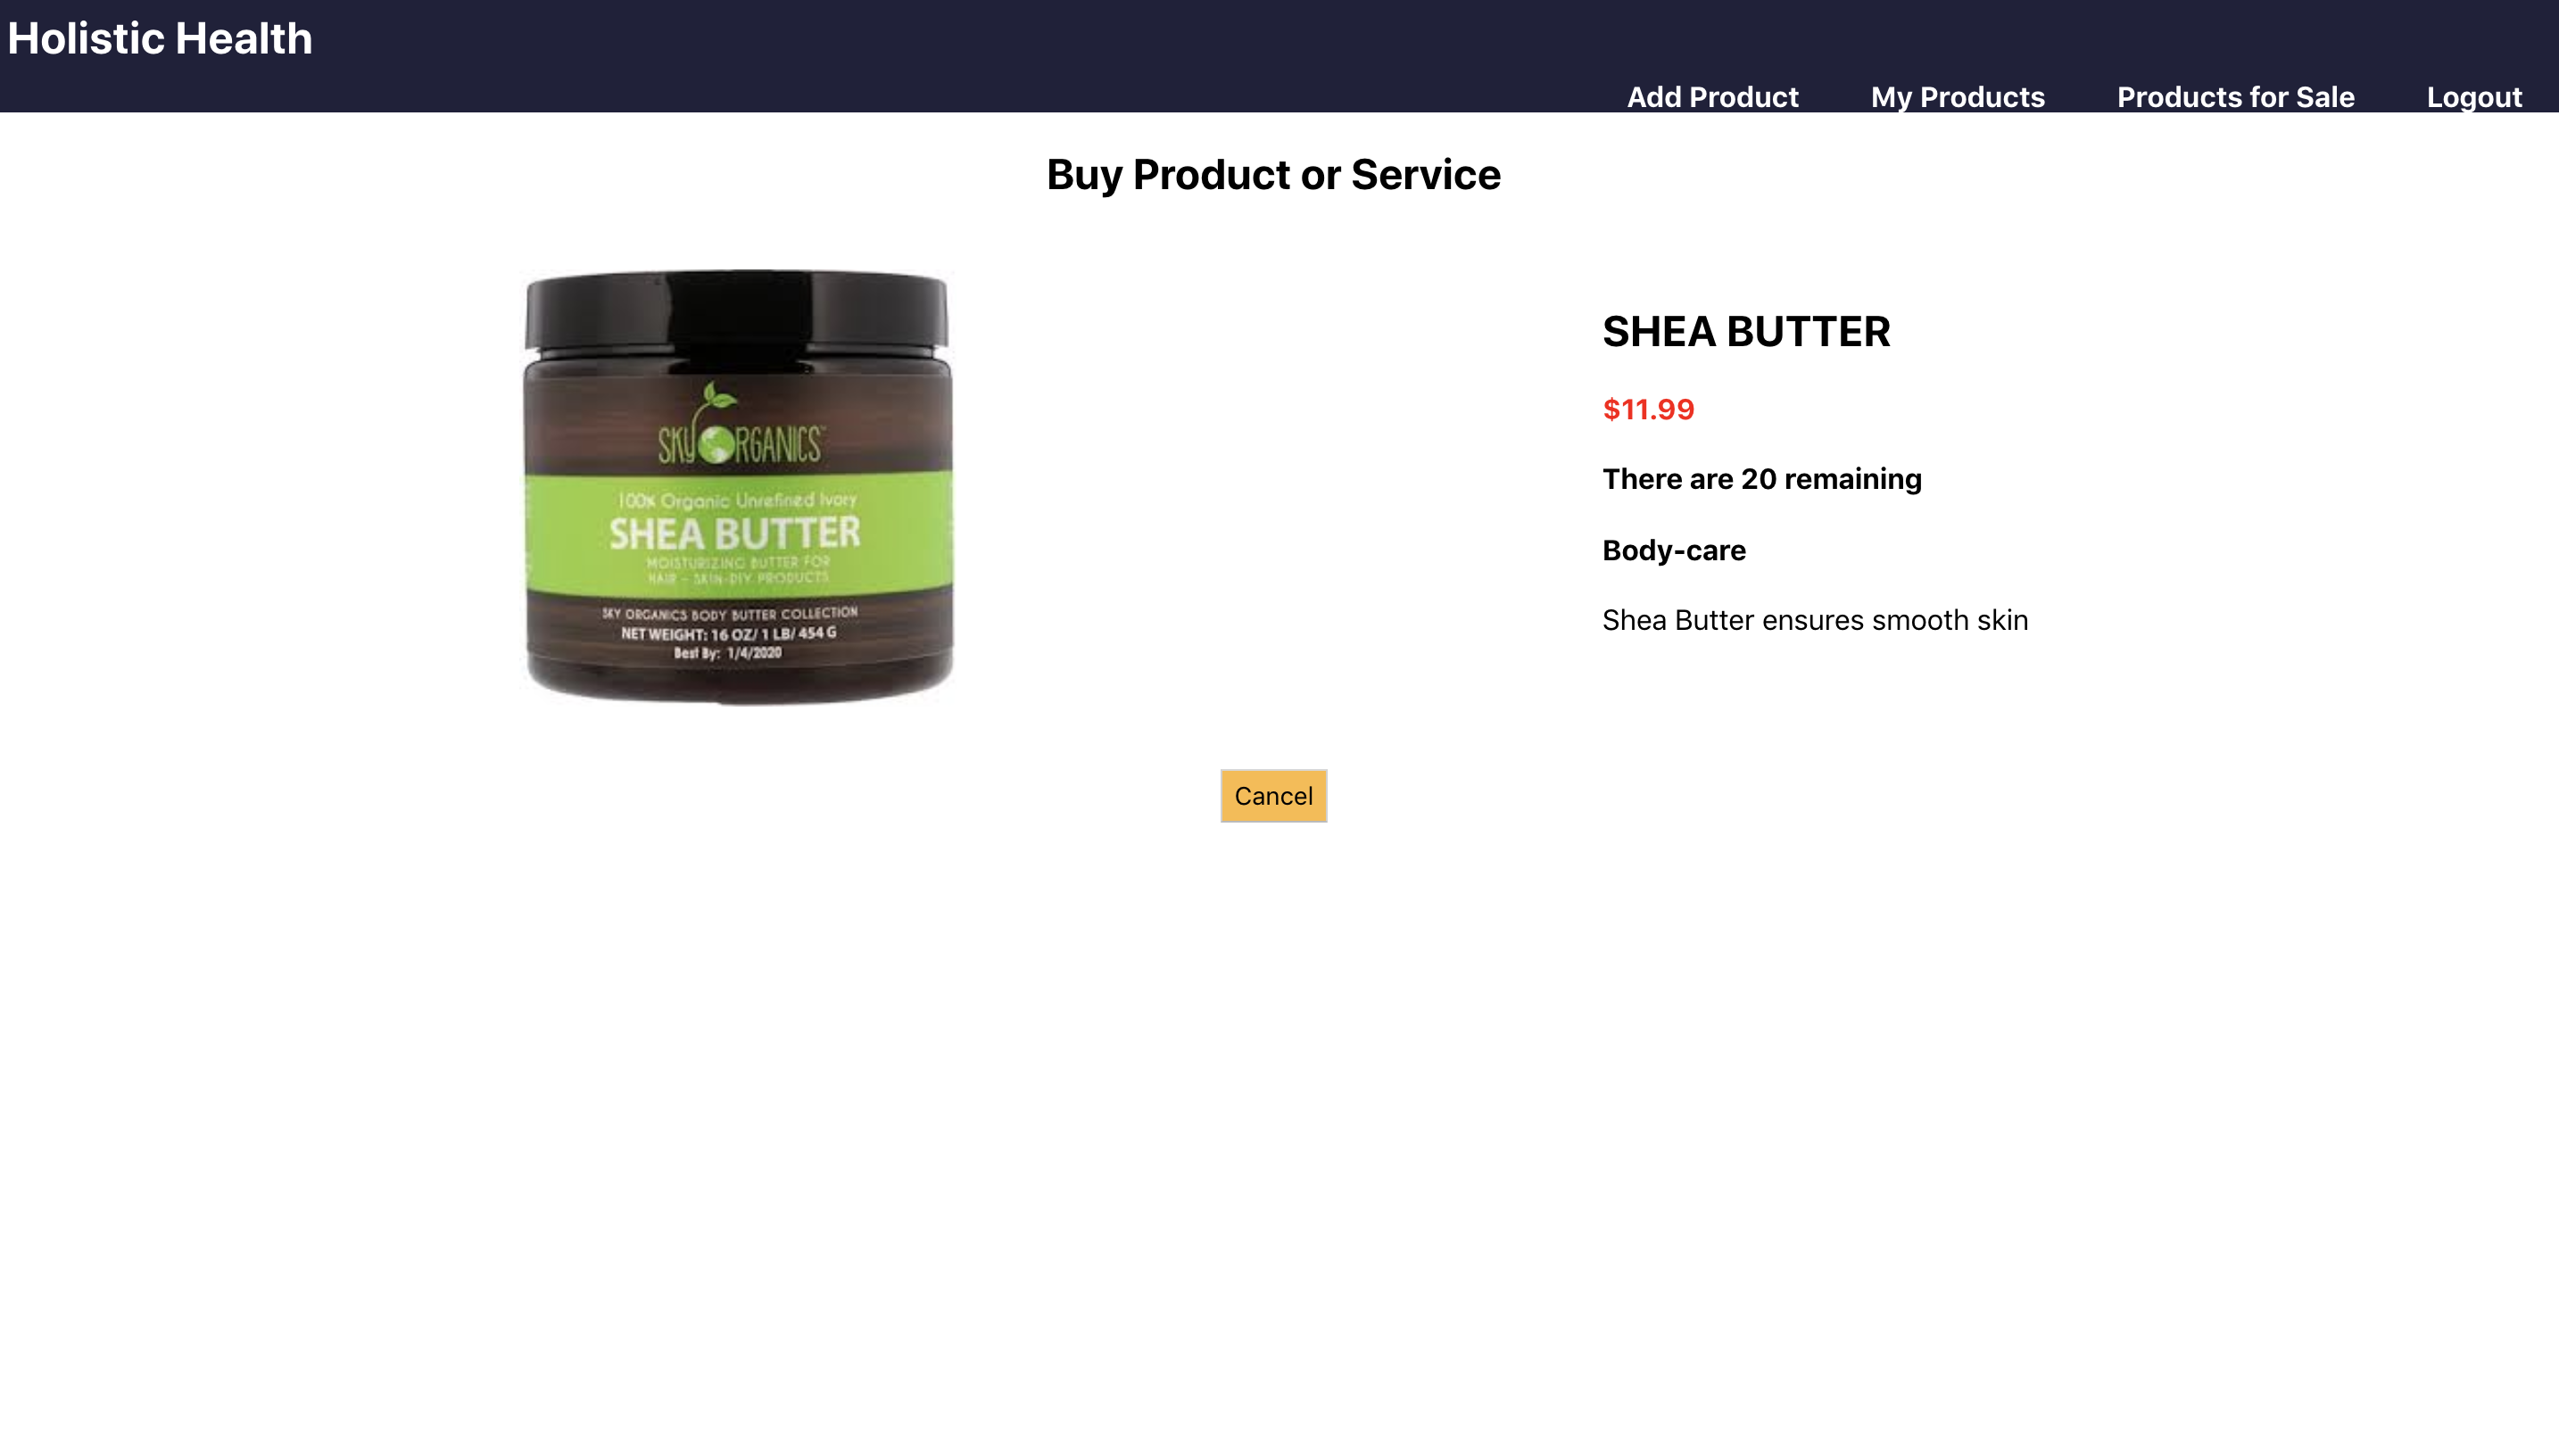 Holistic Health
Add Product My Products Products for Sale Logout
Buy Product or Service
SKY ORGANICS™
100% Organic Unrefined Ivory
SHEA BUTTER
MOISTURIZING BUTTER FOR
HAIR - SKIN-DIY PRODUCTS
SKY ORGANICS BODY BUTTER COLLECTION
NET WEIGHT: 16 OZ/ 1 LB/ 454 G
Best By: 1/4/2020
SHEA BUTTER
$11.99
There are 20 remaining
Body-care
Shea Butter ensures smooth skin
Cancel